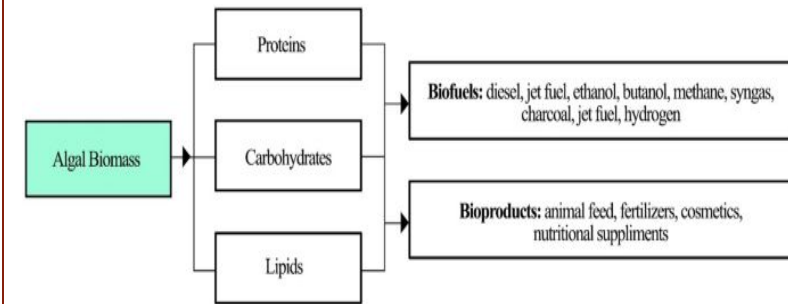 Proteins
Algal Biomass
Carbohydrates
Lipids
Biofuels: diesel, jet fuel, ethanol, butanol, methane, syngas,
charcoal, jet fuel, hydrogen
Bioproducts: animal feed, fertilizers, cosmetics,
nutritional suppliments